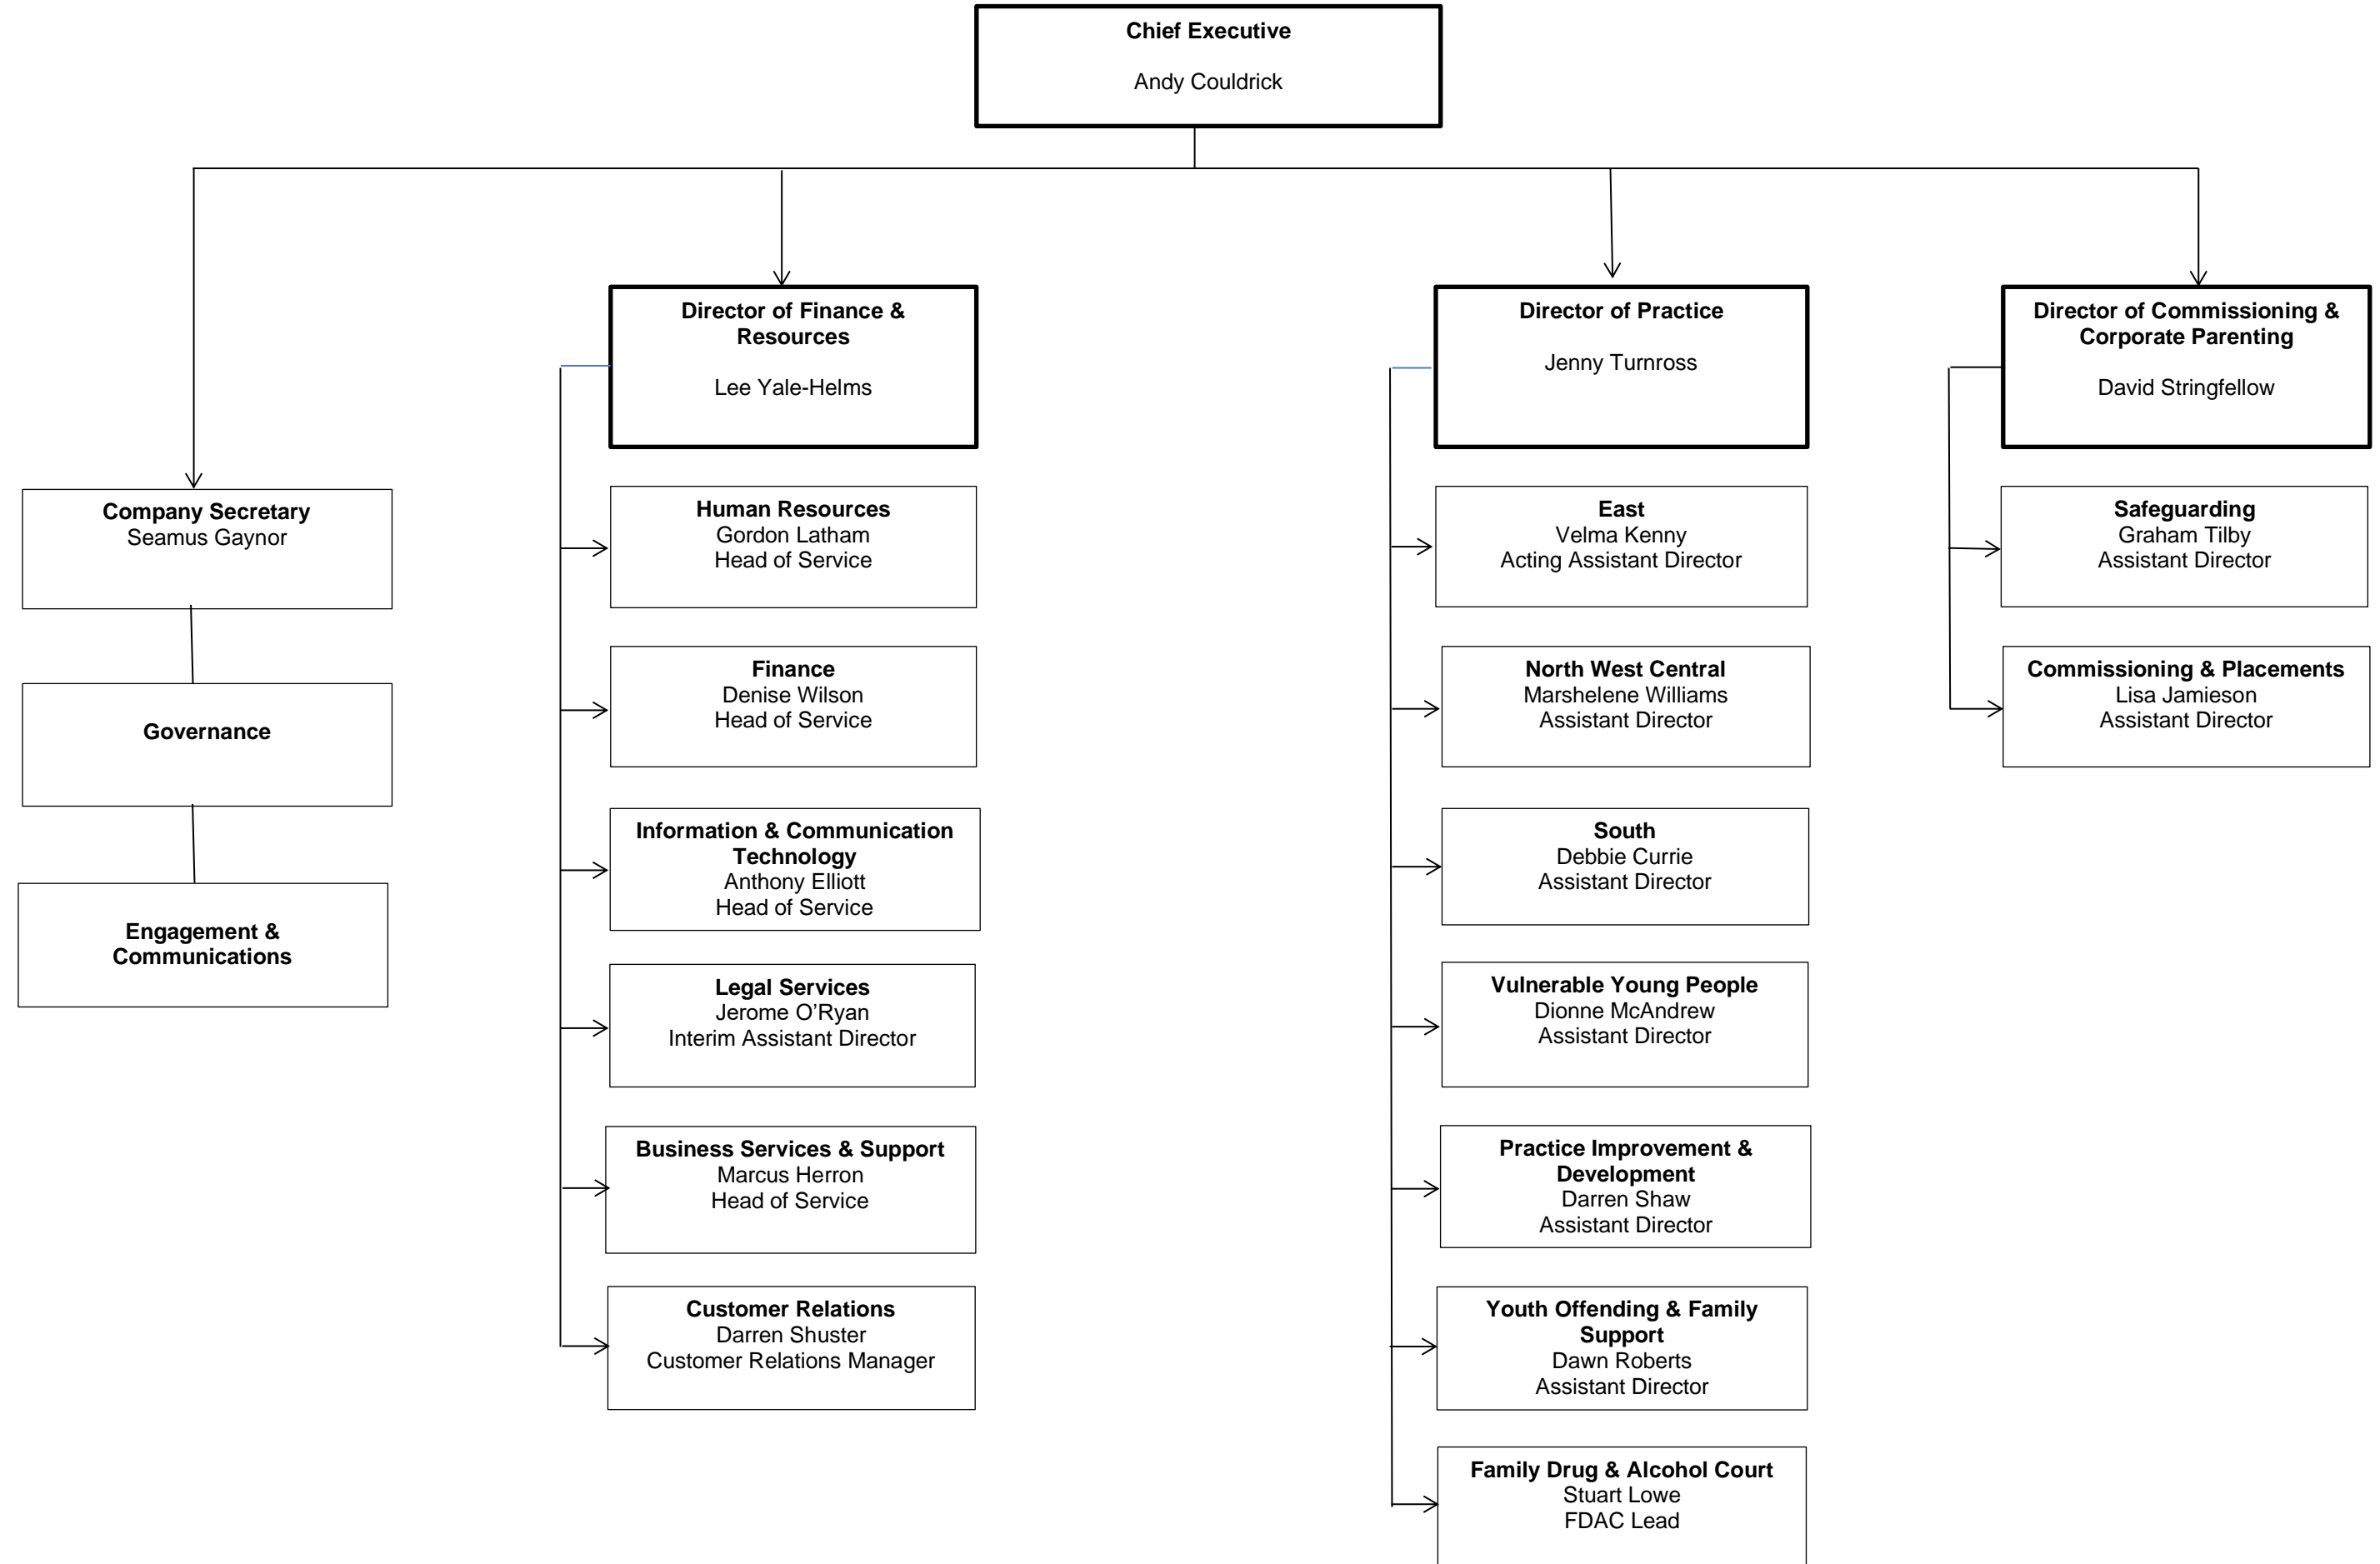 Chief Executive
Andy Couldrick
Company Secretary
Seamus Gaynor
Governance
Engagement &
Communications
Director of Finance &
Resources
Lee Yale-Helms
Human Resources
Gordon Latham
Head of Service
Finance
Denise Wilson
Head of Service
Information & Communication
Technology
Anthony Elliott
Head of Service
Legal Services
Jerome O’Ryan
Interim Assistant Director
Business Services & Support
Marcus Herron
Head of Service
Customer Relations
Darren Shuster
Customer Relations Manager
Director of Practice
Jenny Turnross
East
Velma Kenny
Acting Assistant Director
North West Central
Marshelene Williams
Assistant Director
South
Debbie Currie
Assistant Director
Vulnerable Young People
Dionne McAndrew
Assistant Director
Practice Improvement &
Development
Darren Shaw
Assistant Director
Youth Offending & Family
Support
Dawn Roberts
Assistant Director
Family Drug & Alcohol Court
Stuart Lowe
FDAC Lead
Director of Commissioning &
Corporate Parenting
David Stringfellow
Safeguarding
Graham Tilby
Assistant Director
Commissioning & Placements
Lisa Jamieson
Assistant Director